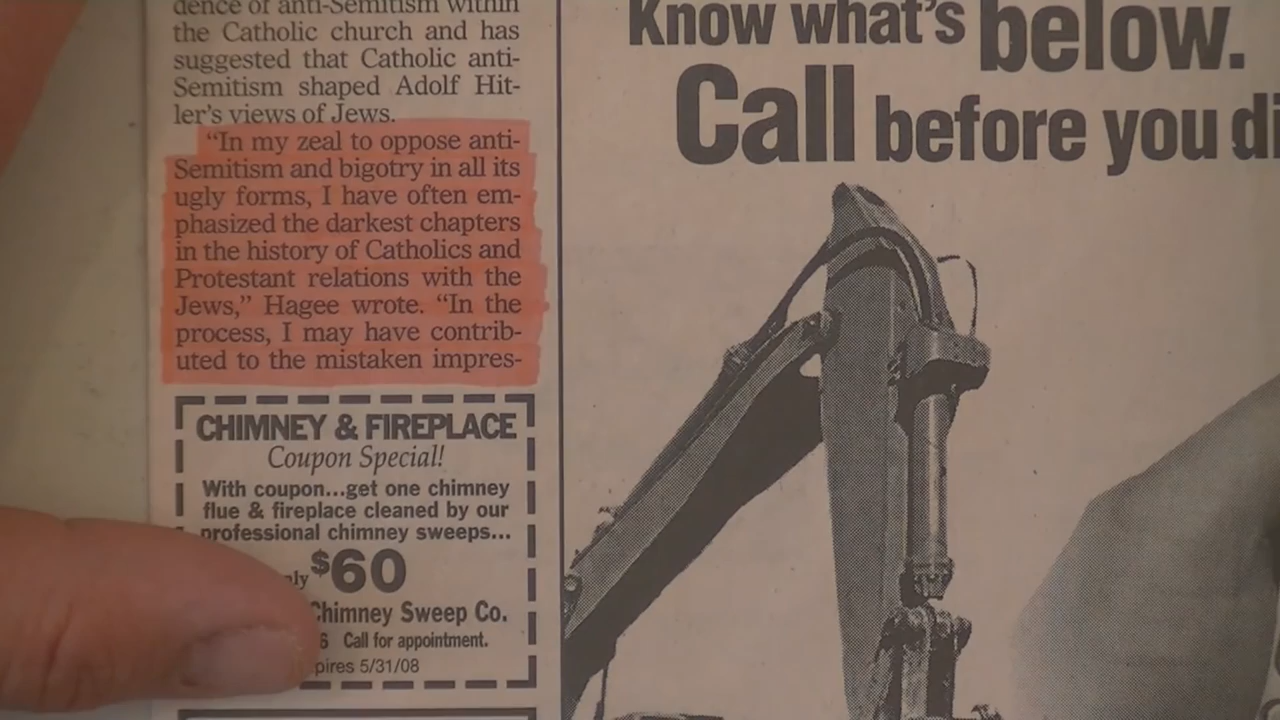 dence of anti-Semitism within
the Catholic church and has
suggested that Catholic anti-
Semitism shaped Adolf Hit-
ler's views of Jews.
“In my zeal to oppose anti-
Semitism and bigotry in all its
ugly forms, I have often em-
phasized the darkest chapters
in the history of Catholics and
Protestant relations with the
Jews,” Hagee wrote. “In the
process, I may have contrib-
uted to the mistaken impres-
CHIMNEY & FIREPLACE
Coupon Special!
With coupon...get one chimney
flue & fireplace cleaned by our
professional chimney sweeps...
$60
Chimney Sweep Co.
6 Call for appointment.
pires 5/31/08
Know what's below.
Call before you di